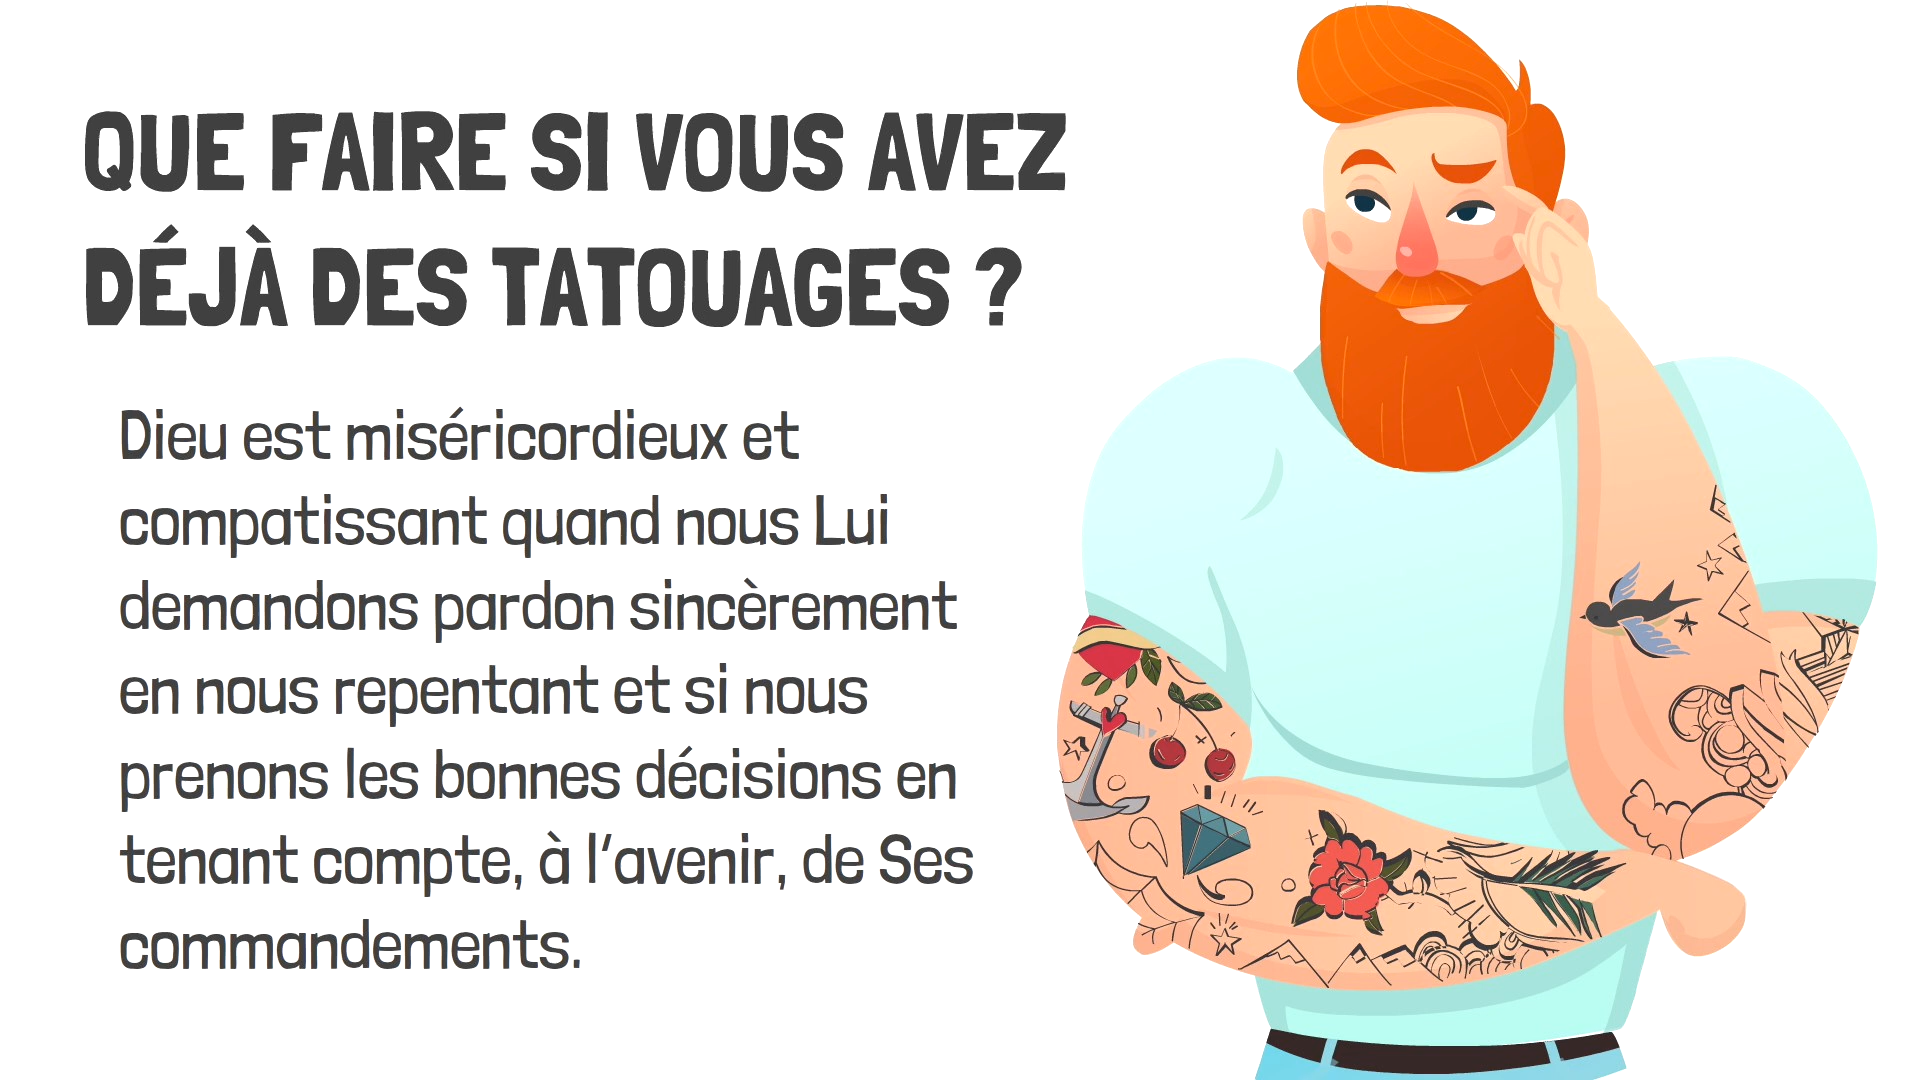 QUE FAIRE SI VOUS AVEZ
DÉJÀ DES TATOUAGES ?
Dieu est miséricordieux et
compatissant quand nous Lui
demandons pardon sincèrement
en nous repentant et si nous
prenons les bonnes décisions en
tenant compte, à l'avenir, de Ses
commandements.